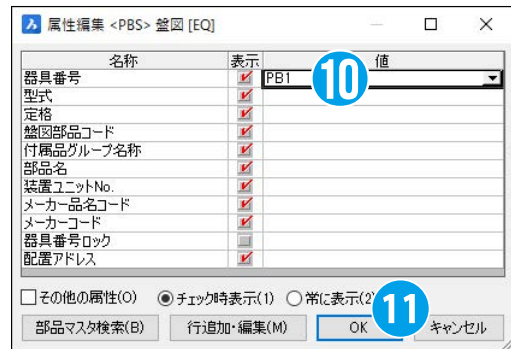 属性編集 <PBS> 盤図 [EQ]
名称 表示 値
器具番号 PB1
10
型式
定格
盤図部品コード
付属品グループ名称
部品名
装置ユニットNo.
メーカー品名コード
メーカーコード
器具番号ロック
配置アドレス
その他の属性(O) チェック時表示(1) 常に表示(2)
11
部品マスタ検索(B) 行追加・編集(M) OK キャンセル